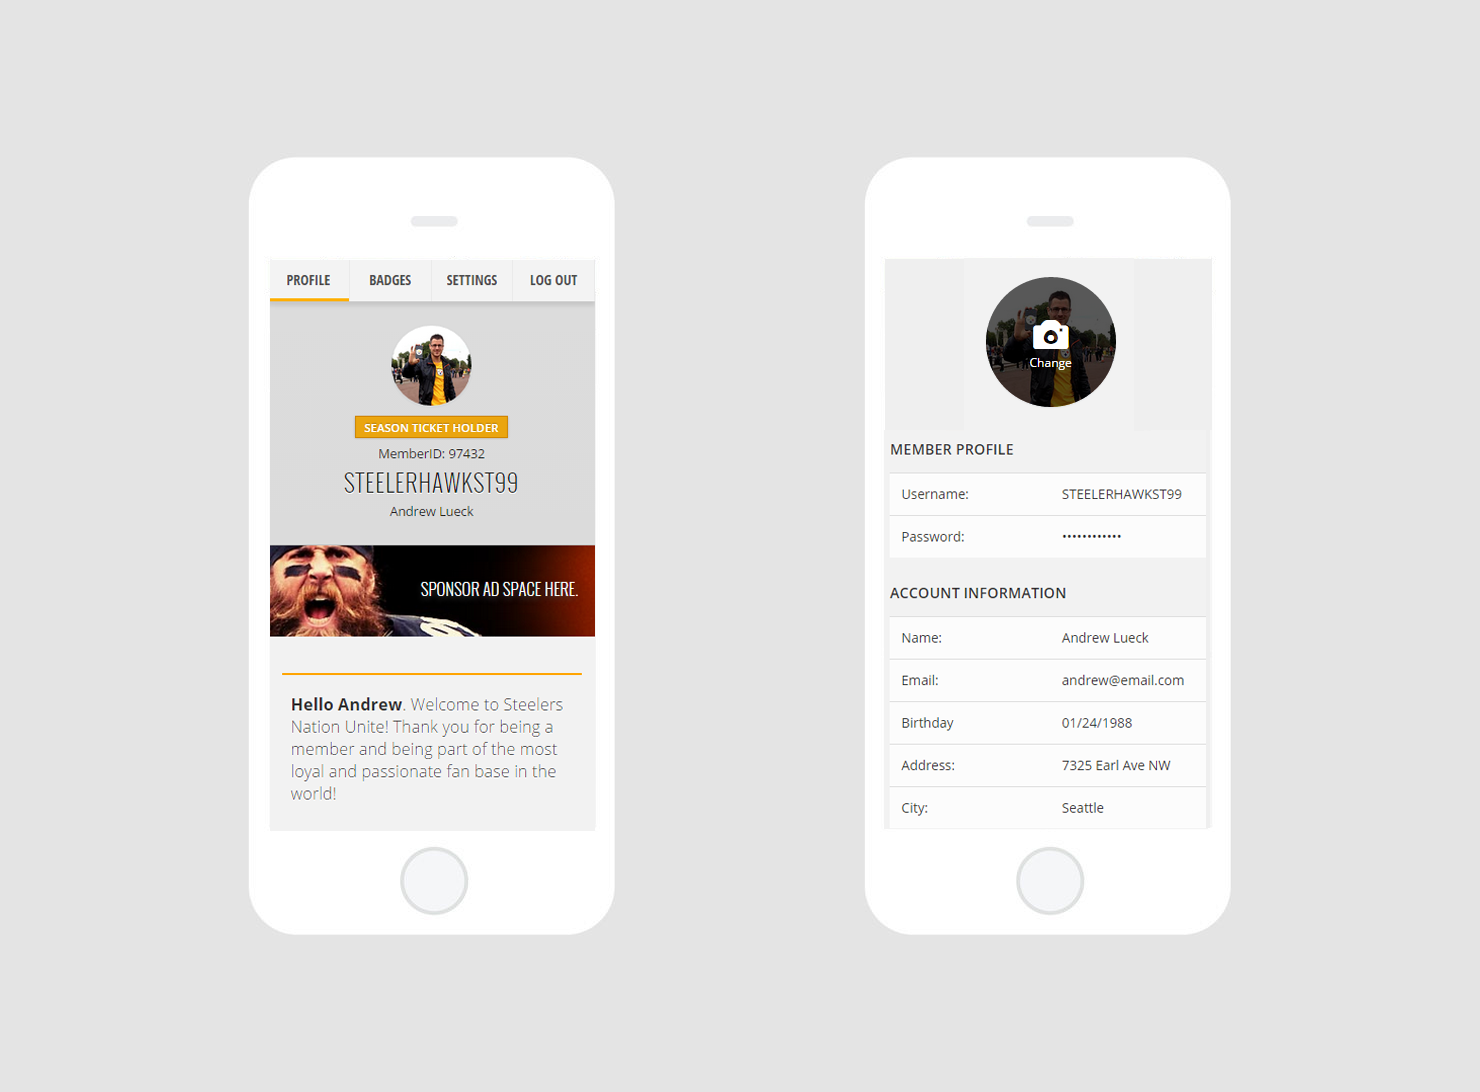 PROFILE BADGES SETTINGS LOG OUT
SEASON TICKET HOLDER
MemberID: 97432
STEELERHAWKST99
Andrew Lueck
SPONSOR AD SPACE HERE.
Hello Andrew. Welcome to Steelers
Nation Unite! Thank you for being a
member and being part of the most
loyal and passionate fan base in the
world!
Change
MEMBER PROFILE
Username: STEELERHAWKST99
Password: ••••••••••••
ACCOUNT INFORMATION
Name: Andrew Lueck
Email: andrew@email.com
Birthday 01/24/1988
Address: 7325 Earl Ave NW
City: Seattle